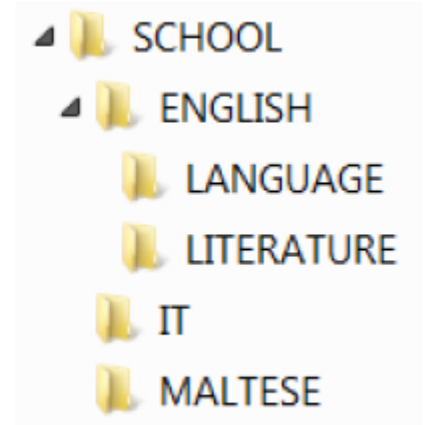 SCHOOL
ENGLISH
LANGUAGE
LITERATURE
IT
MALTESE